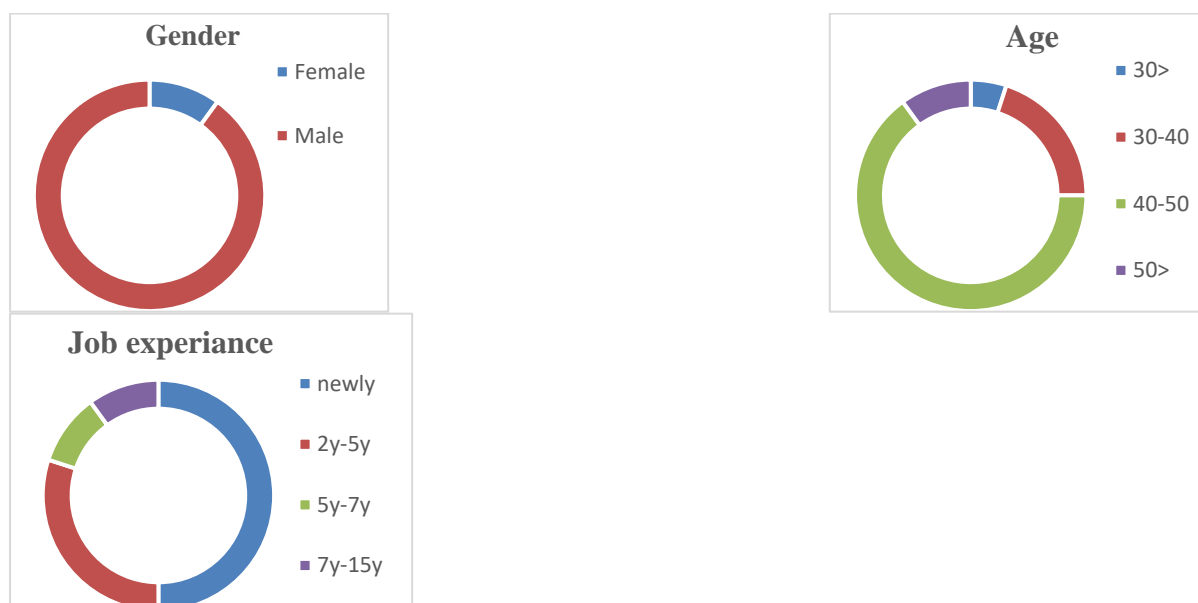 Gender
Female
Male
Age
30>
30-40
40-50
50>
Job experiance
newly
2y-5y
5y-7y
7y-15y